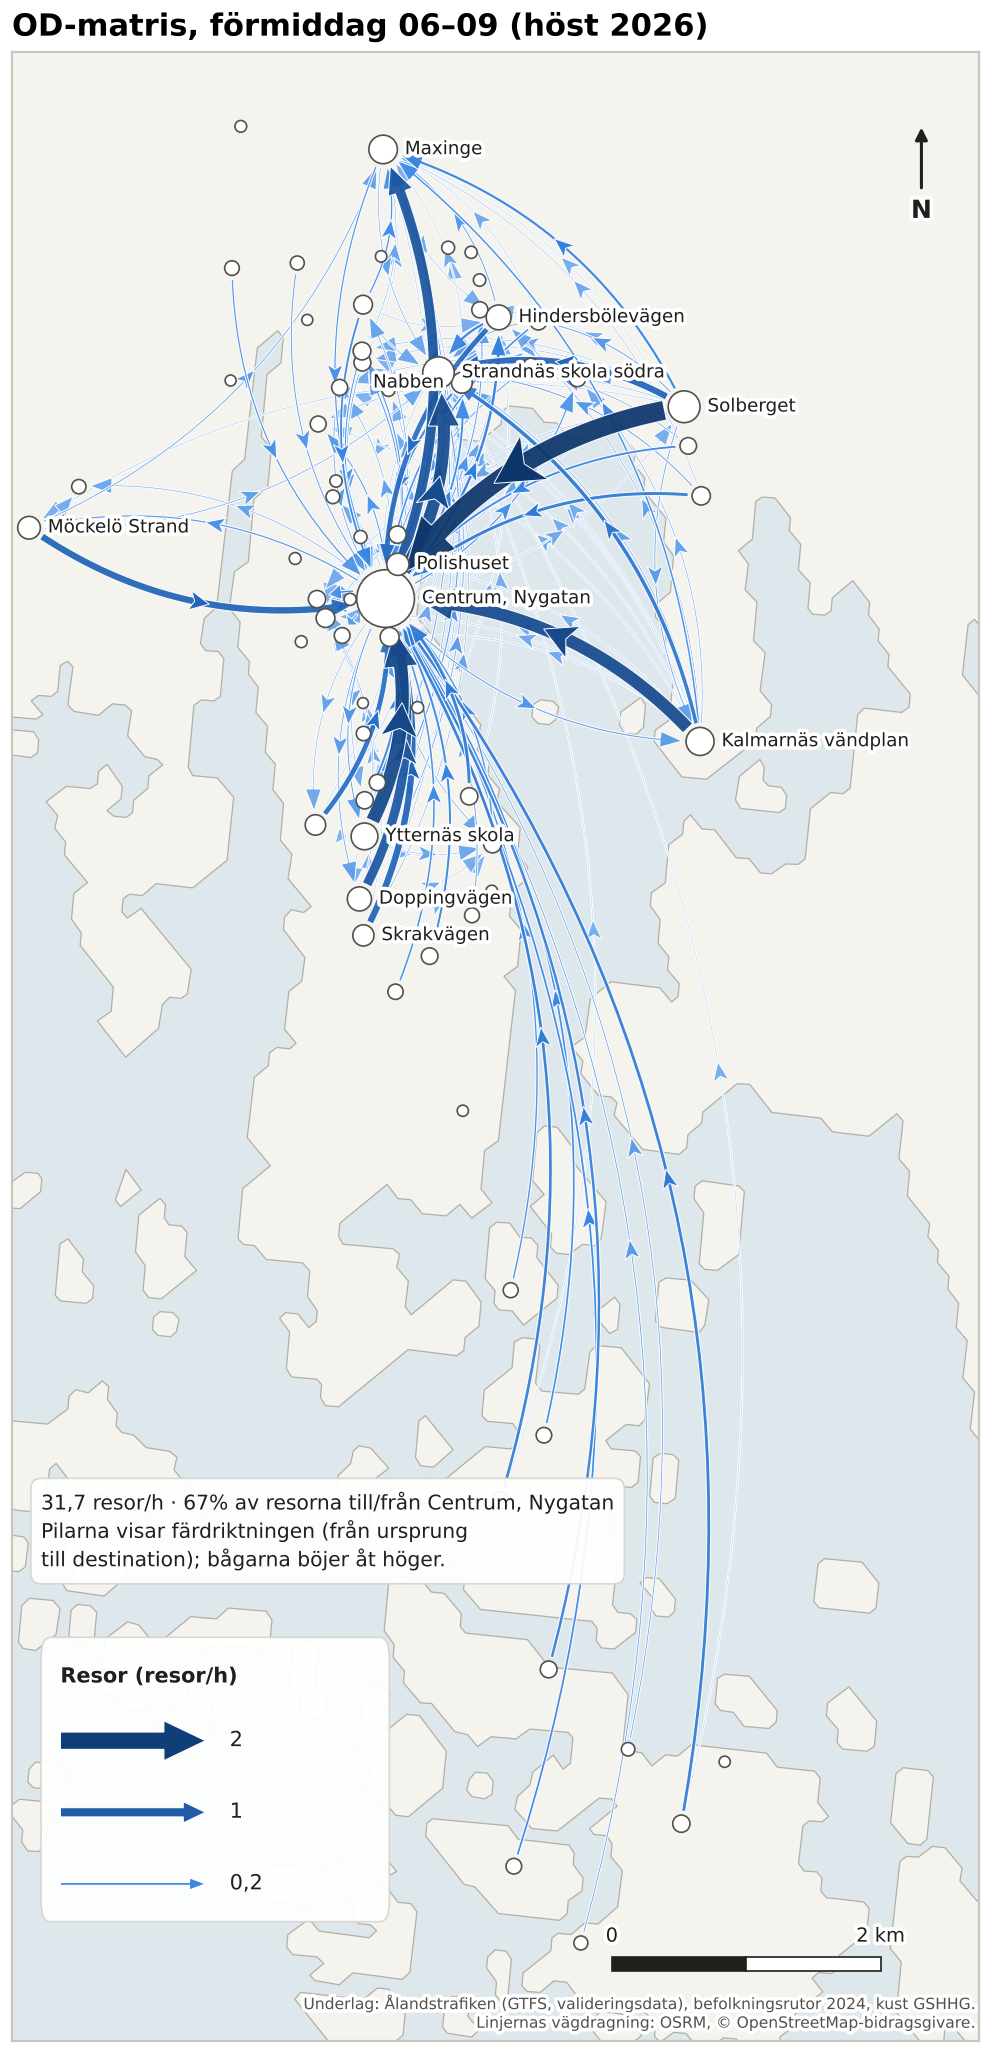 OD-matris, förmiddag 06–09 (höst 2026)
Maxinge
N
Hindersbölevägen
Strandnäs skola södra
Nabben
Solberget
Möckelö Strand
Polishuset
Centrum, Nygatan
Kalmarnäs vändplan
Ytternäs skola
Doppingvägen
Skrakvägen
31,7 resor/h · 67% av resorna till/från Centrum, Nygatan
Pilarna visar färdriktningen (från ursprung
till destination); bågarna böjer åt höger.
Resor (resor/h)
2
1
0,2
0 2 km
Underlag: Ålandstrafiken (GTFS, valideringsdata), befolkningsrutor 2024, kust GSHHG.
Linjernas vägdragning: OSRM, © OpenStreetMap-bidragsgivare.